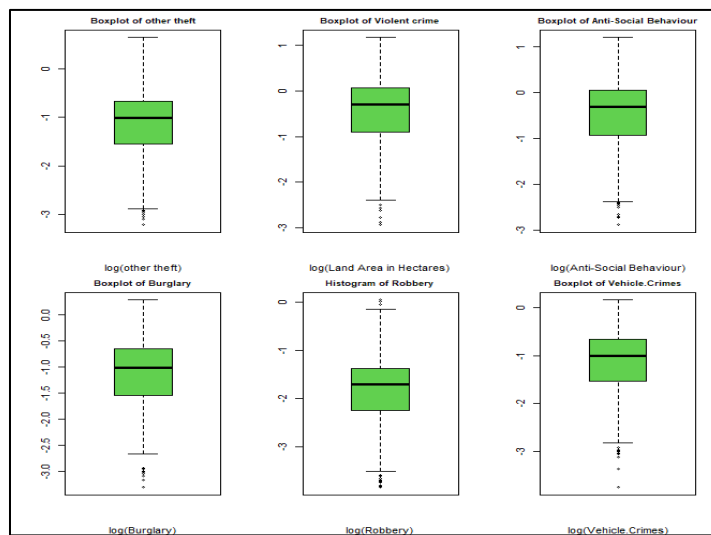 Boxplot of other theft
Boxplot of Violent crime
Boxplot of Anti-Social Behaviour
0
-1
-2
-3
1
0
-1
-2
-3
1
0
-1
-2
-3
log(other theft)
log(Land Area in Hectares)
log(Anti-Social Behaviour)
Boxplot of Burglary
Histogram of Robbery
Boxplot of Vehicle.Crimes
0.0
-0.5
-1.0
-1.5
-2.0
-2.5
-3.0
0
-1
-2
-3
0
-1
-2
-3
log(Burglary)
log(Robbery)
log(Vehicle.Crimes)